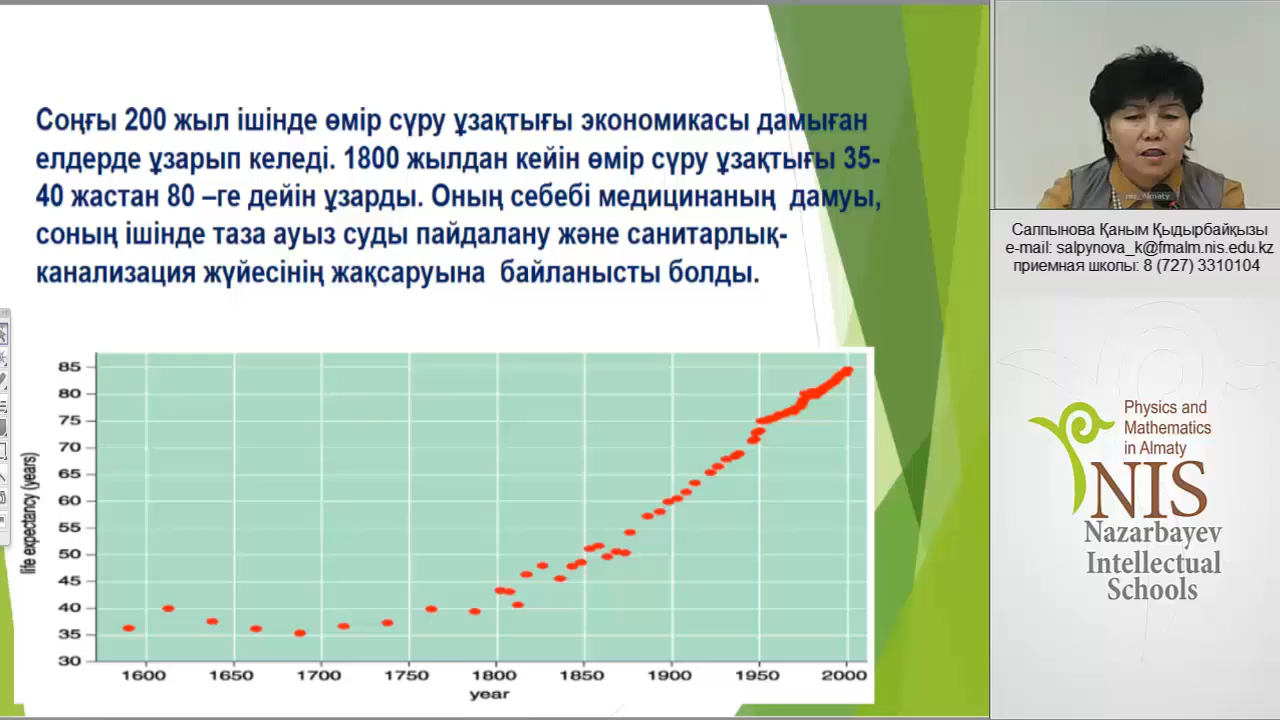 Соңғы 200 жыл ішінде өмір сүру ұзақтығы экономикасы дамыған
елдерде ұзарып келеді. 1800 жылдан кейін өмір сүру ұзақтығы 35-
40 жастан 80 –ге дейін ұзарды. Оның себебі медицинаның дамуы,
соның ішінде таза ауыз суды пайдалану және санитарлық-
канализация жүйесінің жақсаруына байланысты болды.
life expectancy (years)
85
80
75
70
65
60
55
50
45
40
35
30
1600 1650 1700 1750 1800 1850 1900 1950 2000
year
nis_Almaty
Салпынова Қаным Қыдырбайқызы
e-mail: salpynova_k@fmalm.nis.edu.kz
приемная школы: 8 (727) 3310104
Physics and
Mathematics
in Almaty
NIS
Nazarbayev
Intellectual
Schools